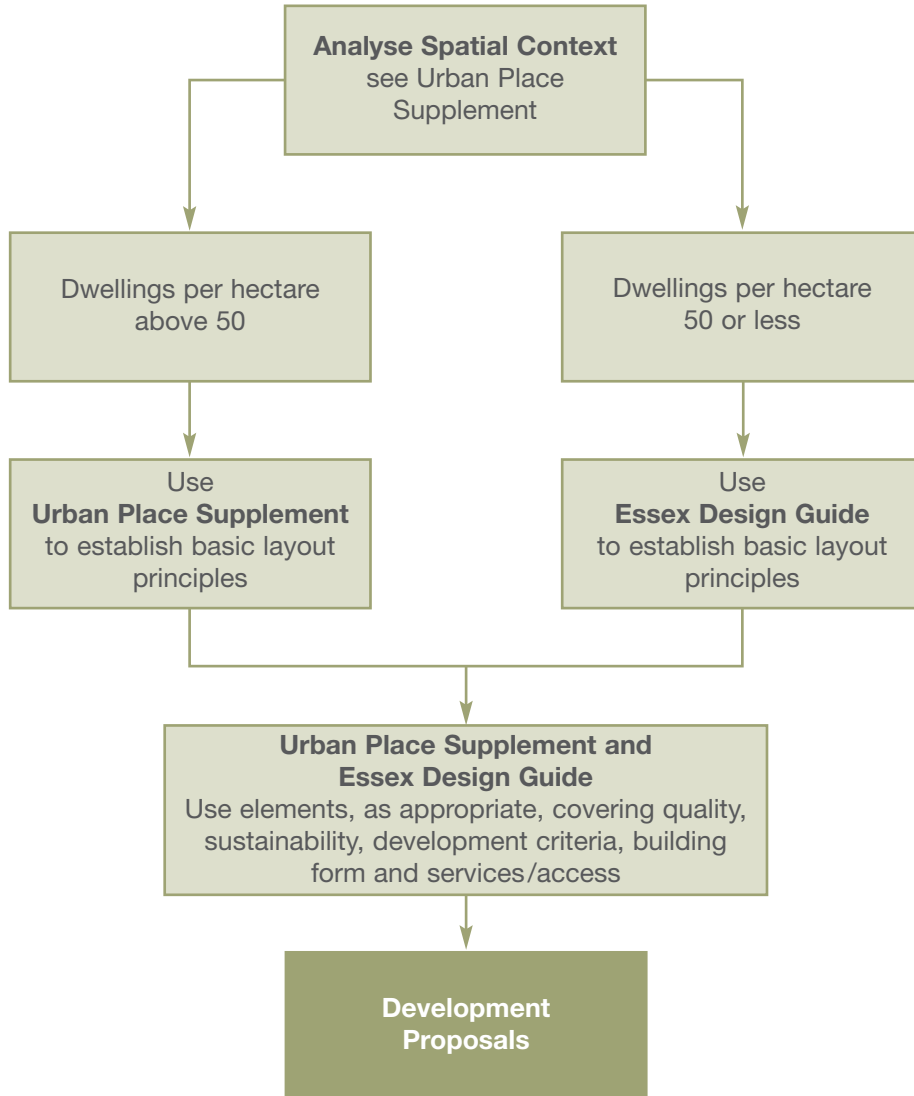 Analyse Spatial Context
see Urban Place
Supplement
Dwellings per hectare
above 50
Dwellings per hectare
50 or less
Use
Urban Place Supplement
to establish basic layout
principles
Use
Essex Design Guide
to establish basic layout
principles
Urban Place Supplement and
Essex Design Guide
Use elements, as appropriate, covering quality,
sustainability, development criteria, building
form and services/access
Development
Proposals